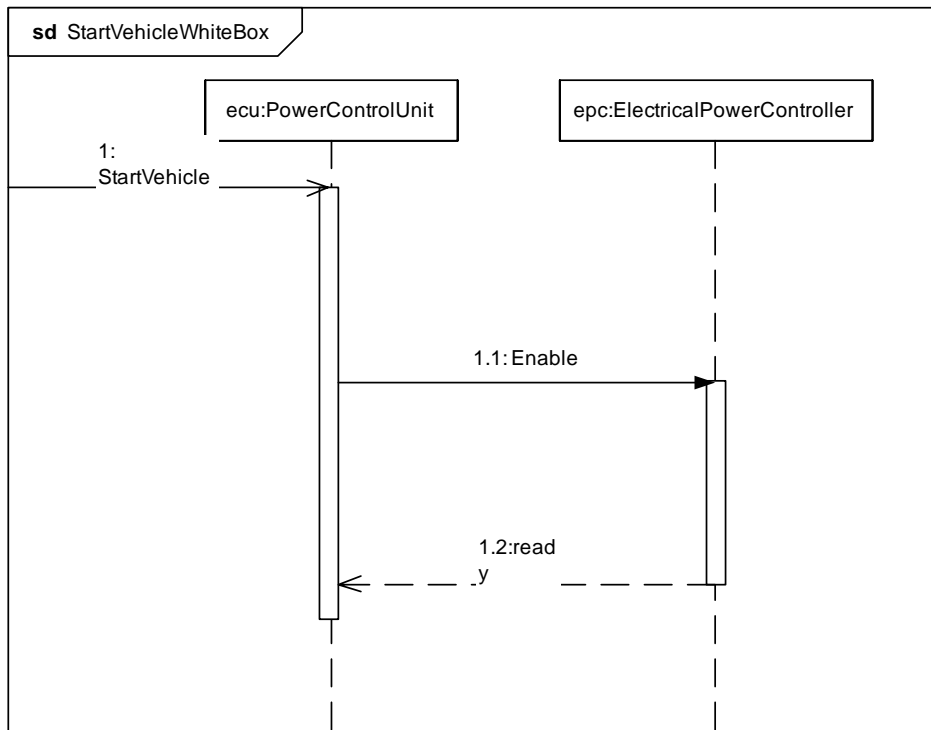 sd StartVehicleWhiteBox
ecu:PowerControlUnit
epc:ElectricalPowerController
1:
StartVehicle
1.1: Enable
1.2:read
y